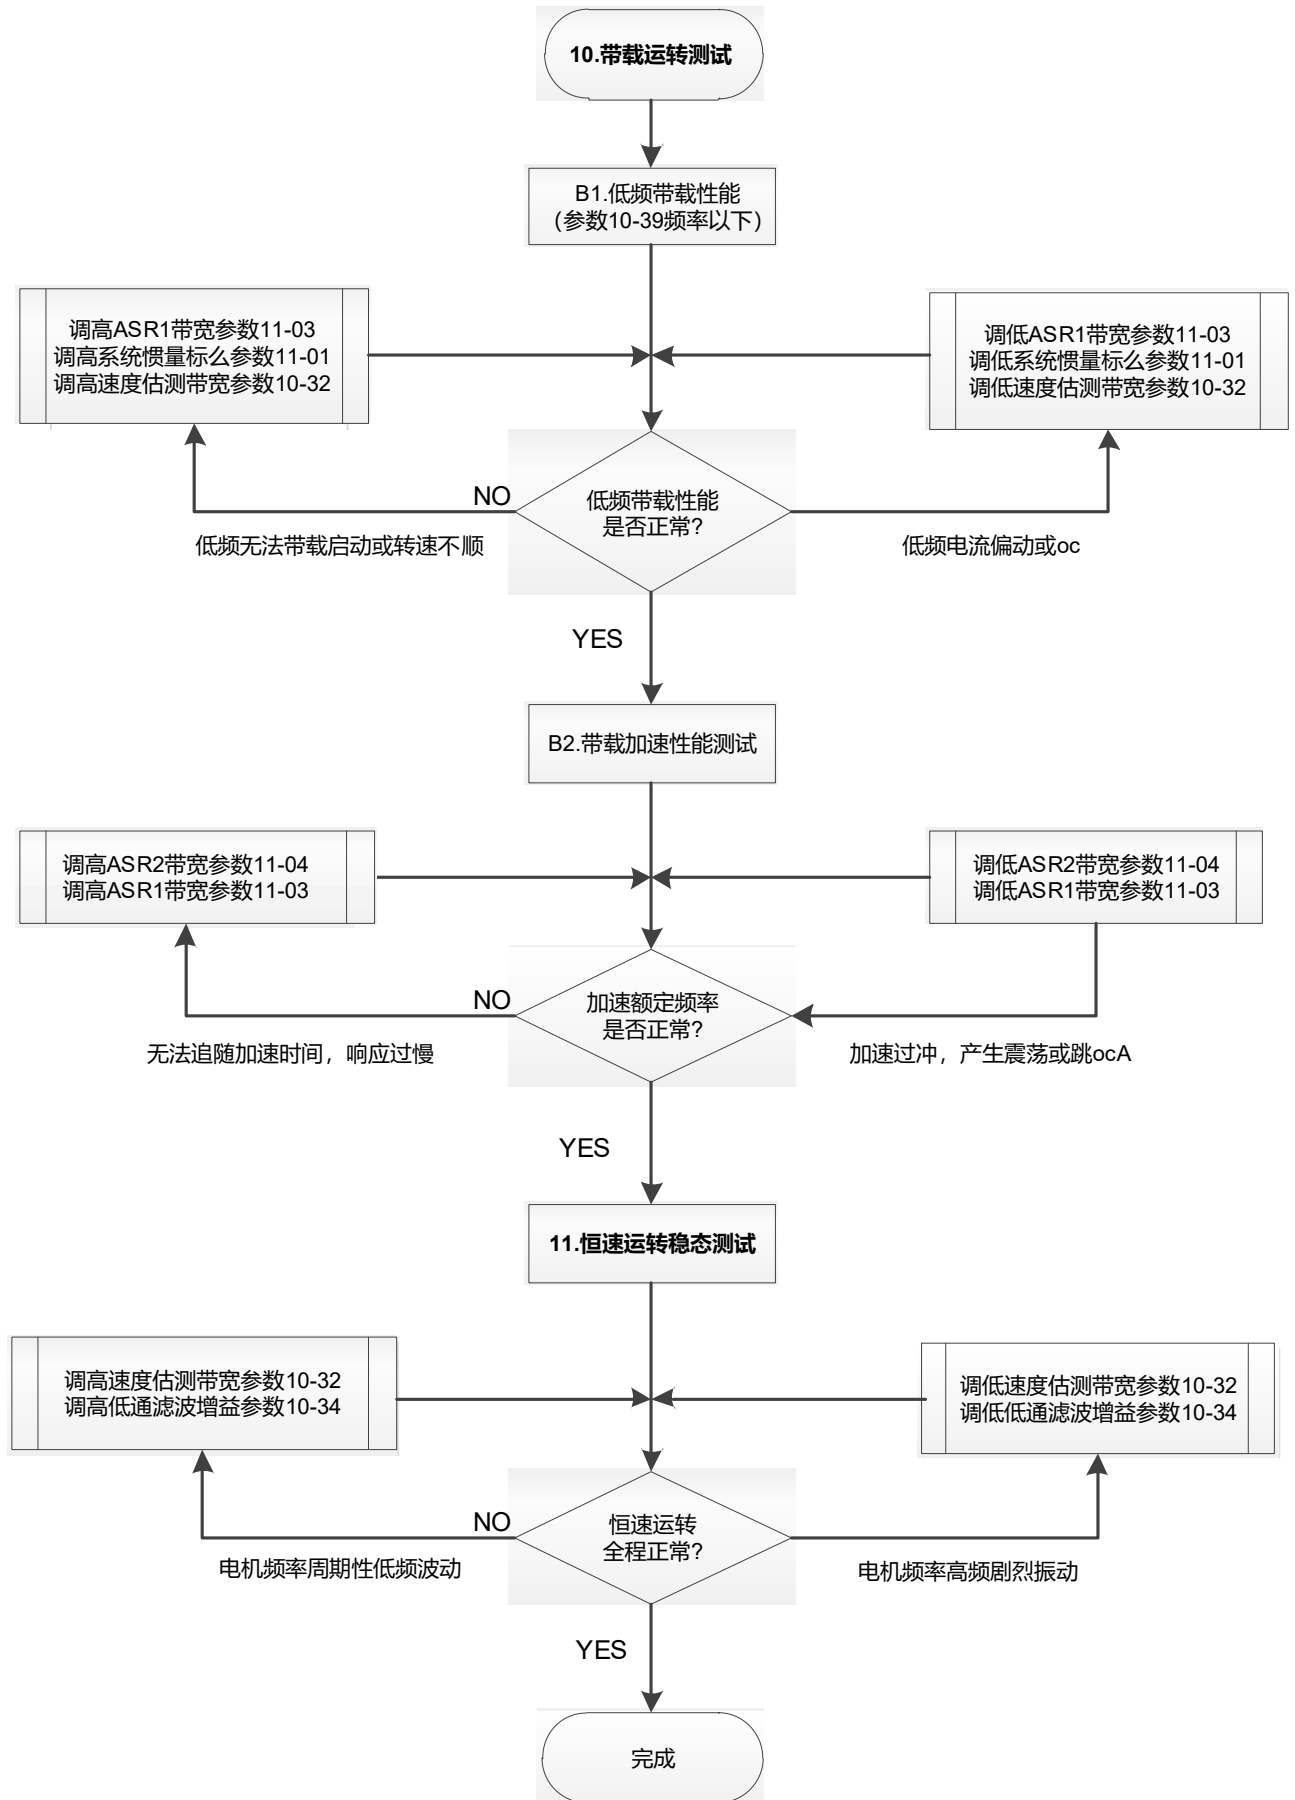 10.带载运转测试
B1.低频带载性能
（参数10-39频率以下）
调高ASR1带宽参数11-03
调高系统惯量标么参数11-01
调高速度估测带宽参数10-32
调低ASR1带宽参数11-03
调低系统惯量标么参数11-01
调低速度估测带宽参数10-32
NO
低频带载性能
是否正常?
低频无法带载启动或转速不顺
低频电流偏动或oc
YES
B2.带载加速性能测试
调高ASR2带宽参数11-04
调高ASR1带宽参数11-03
调低ASR2带宽参数11-04
调低ASR1带宽参数11-03
NO
加速额定频率
是否正常?
无法追随加速时间，响应过慢
加速过冲，产生震荡或跳ocA
YES
11.恒速运转稳态测试
调高速度估测带宽参数10-32
调高低通滤波增益参数10-34
调低速度估测带宽参数10-32
调低低通滤波增益参数10-34
NO
恒速运转
全程正常?
电机频率周期性低频波动
电机频率高频剧烈振动
YES
完成